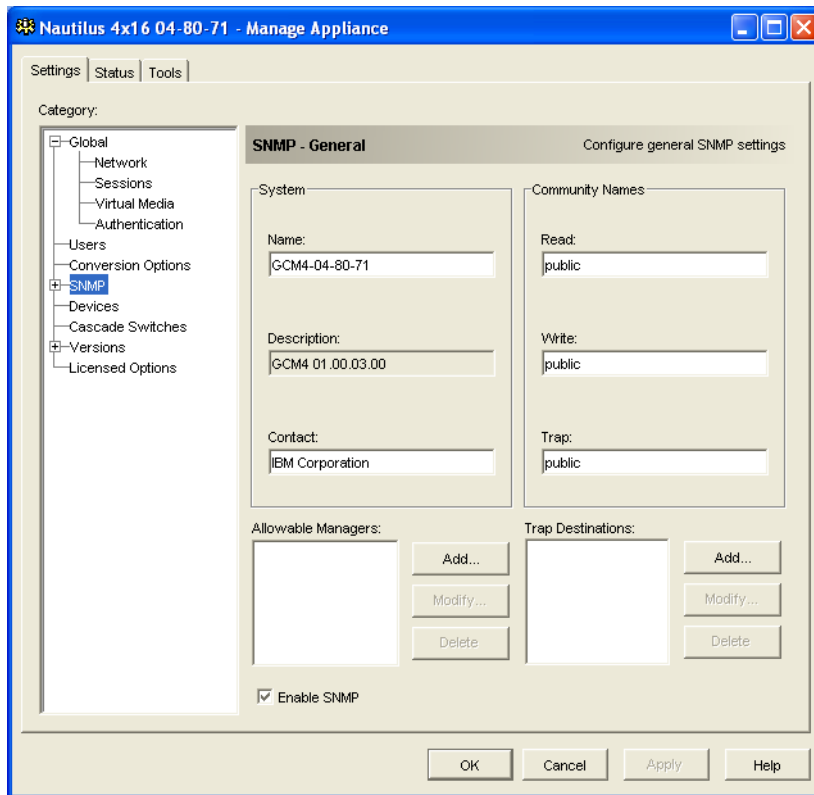 Nautilus 4x16 04-80-71 - Manage Appliance
Settings Status Tools
Category:
Global
Network
Sessions
Virtual Media
Authentication
Users
Conversion Options
SNMP
Devices
Cascade Switches
Versions
Licensed Options
SNMP - General Configure general SNMP settings
System
Name:
GCM4-04-80-71
Description:
GCM4 01.00.03.00
Contact:
IBM Corporation
Community Names
Read:
public
Write:
public
Trap:
public
Allowable Managers:
Add...
Modify...
Delete
Trap Destinations:
Add...
Modify...
Delete
Enable SNMP
OK Cancel Apply Help